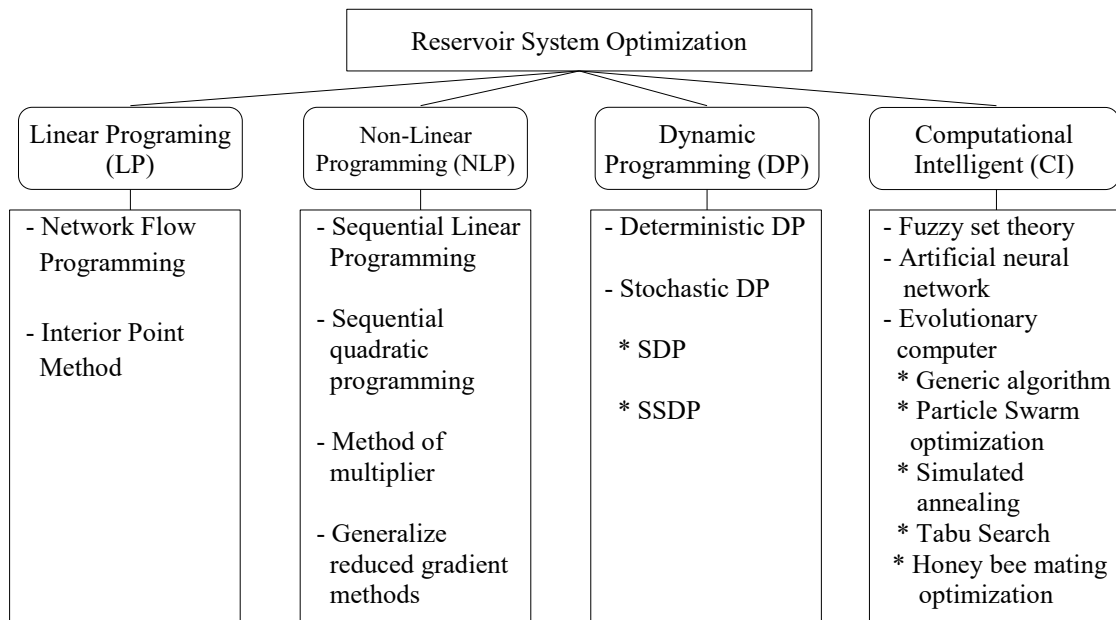 Reservoir System Optimization
Linear Programing
(LP)
- Network Flow
Programming
- Interior Point
Method
Non-Linear
Programming (NLP)
- Sequential Linear
Programming
- Sequential
quadratic
programming
- Method of
multiplier
- Generalize
reduced gradient
methods
Dynamic
Programming (DP)
- Deterministic DP
- Stochastic DP
* SDP
* SSDP
Computational
Intelligent (CI)
- Fuzzy set theory
- Artificial neural
network
- Evolutionary
computer
* Generic algorithm
* Particle Swarm
optimization
* Simulated
annealing
* Tabu Search
* Honey bee mating
optimization